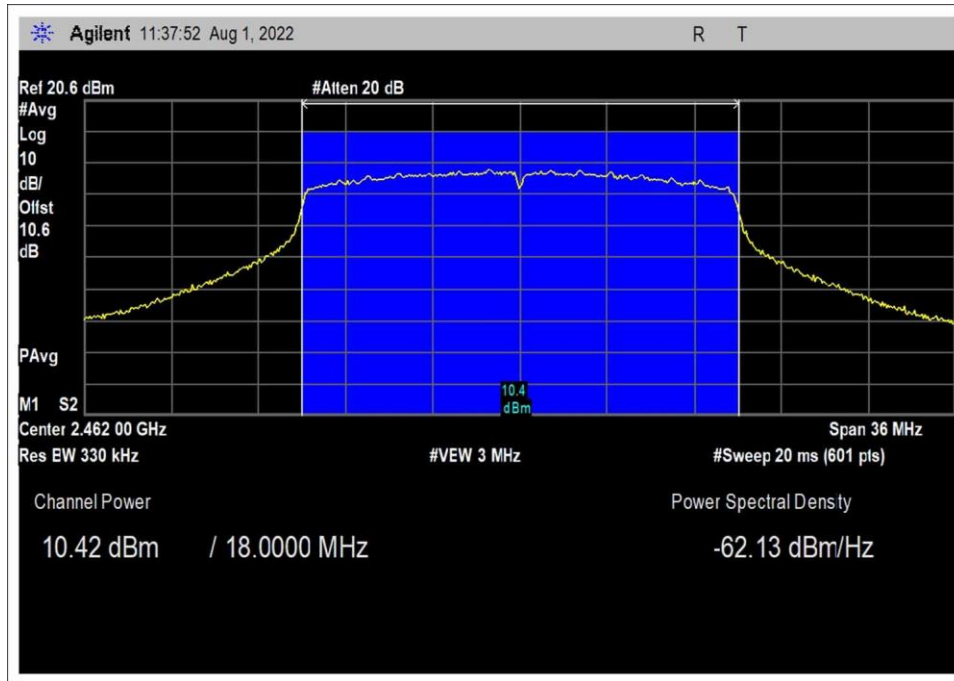 Agilent 11:37:52 Aug 1, 2022 R T
Ref 20.6 dBm #Atten 20 dB
#Avg
Log
10
dB/
Offst
10.6
dB
PAvg
10.4
dBm
M1 S2
Center 2.462 00 GHz Span 36 MHz
Res BW 330 kHz #VBW 3 MHz #Sweep 20 ms (601 pts)
Channel Power Power Spectral Density
10.42 dBm / 18.0000 MHz -62.13 dBm/Hz